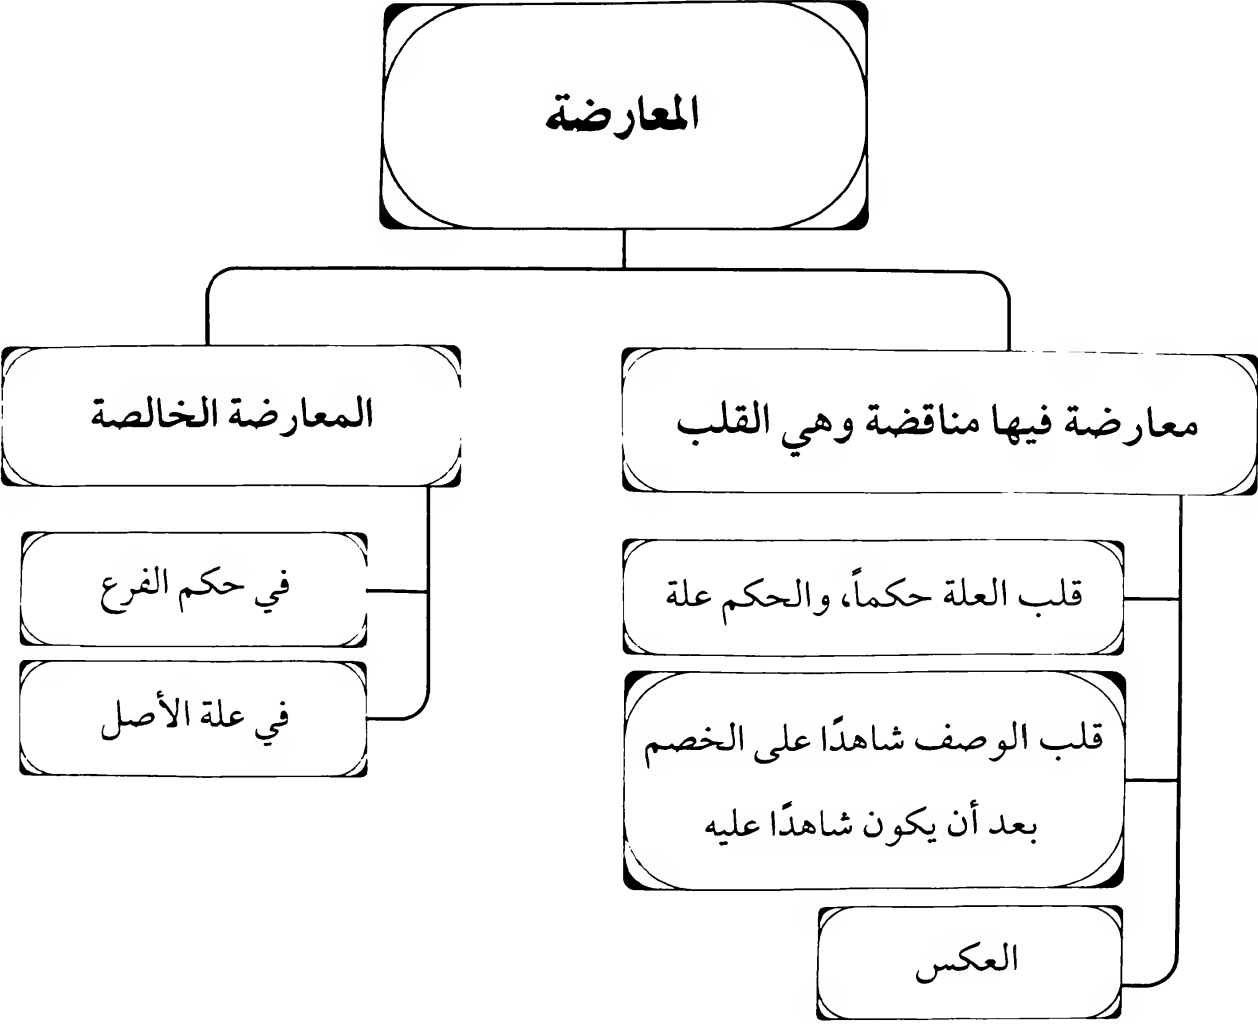 المعارضة
معارضة فيها مناقضة وهي القلب
قلب العلة حكماً، والحكم علة
قلب الوصف شاهدًا على الخصم
بعد أن يكون شاهدًا عليه
العكس
المعارضة الخالصة
في حكم الفرع
في علة الأصل